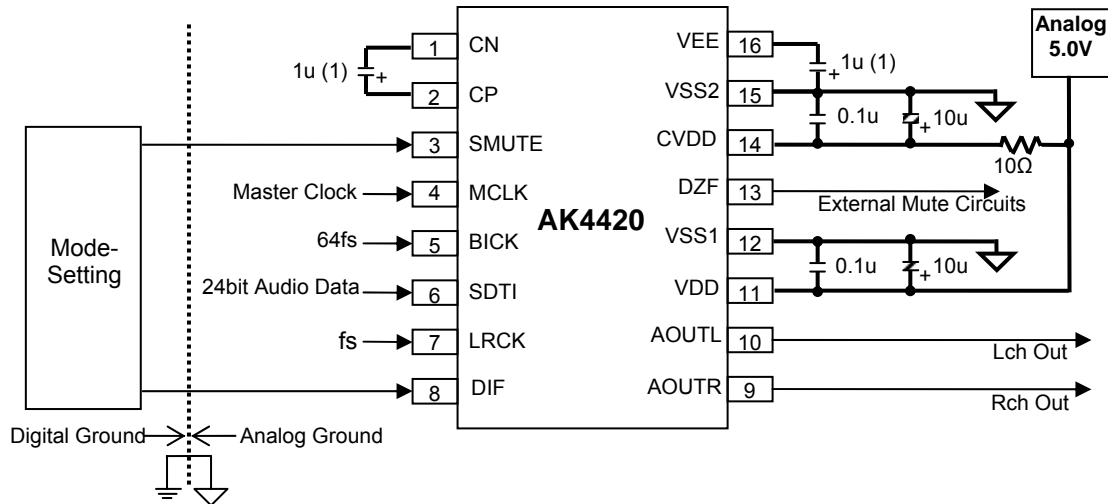 Analog
5.0V
1 CN
VEE 16
1u (1) +
+ 1u (1)
2 CP
VSS2 15
0.1u
+ 10u
3 SMUTE
CVDD 14
10Ω
Master Clock
4 MCLK
DZF 13
External Mute Circuits
AK4420
Mode-
Setting
64fs
5 BICK
VSS1 12
0.1u
+ 10u
24bit Audio Data
6 SDTI
VDD 11
fs
7 LRCK
AOUTL 10
Lch Out
8 DIF
AOUTR 9
Rch Out
Digital Ground
Analog Ground